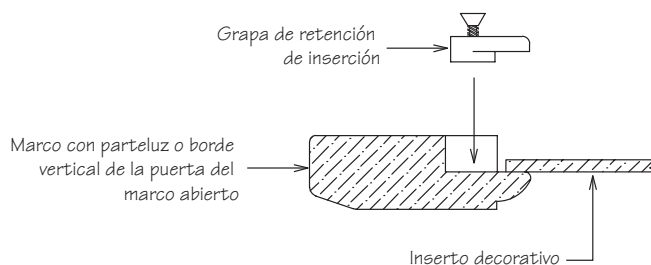 Grapa de retención
de inserción
Marco con parteluz o borde
vertical de la puerta del
marco abierto
Inserto decorativo